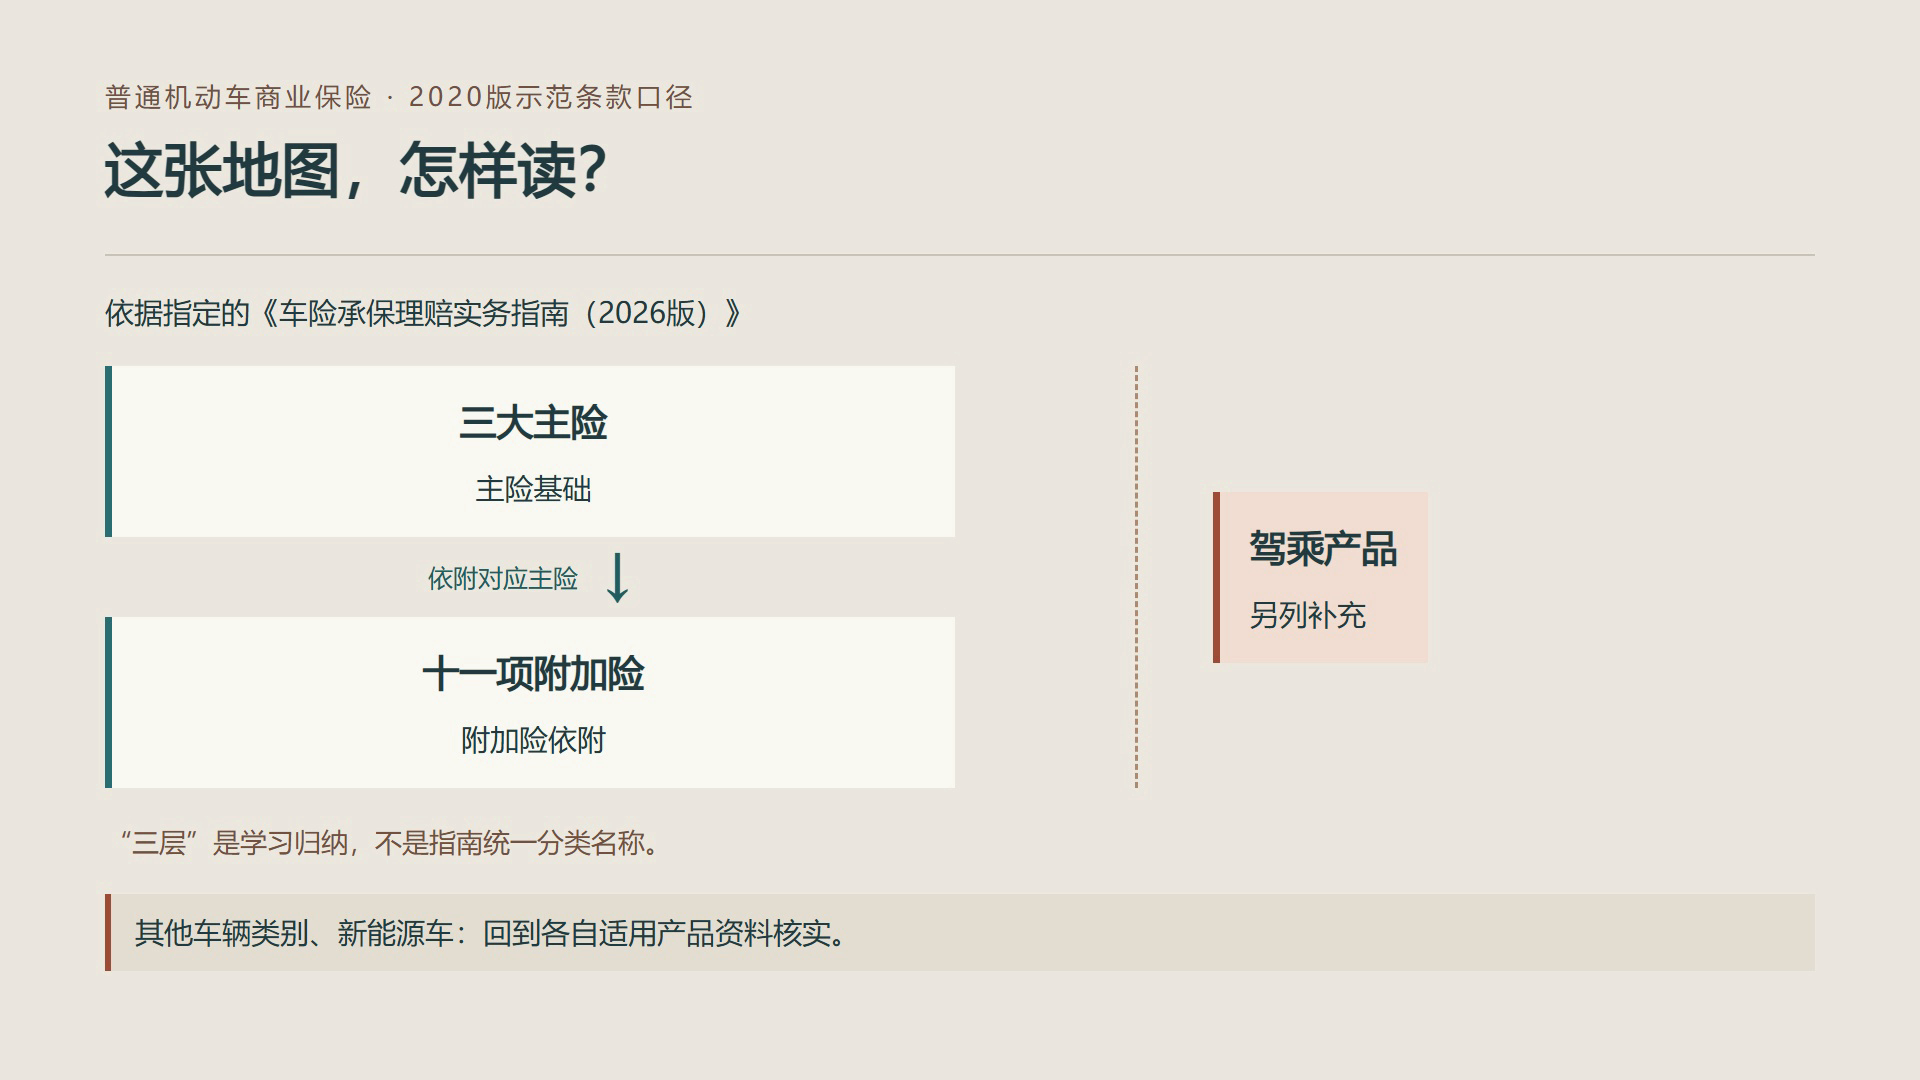 普通机动车商业保险 · 2020版示范条款口径
这张地图，怎样读？
依据指定的《车险承保理赔实务指南（2026版）》
三大主险
主险基础
依附对应主险 ↓
十一项附加险
附加险依附
驾乘产品
另列补充
“三层”是学习归纳，不是指南统一分类名称。
其他车辆类别、新能源车：回到各自适用产品资料核实。